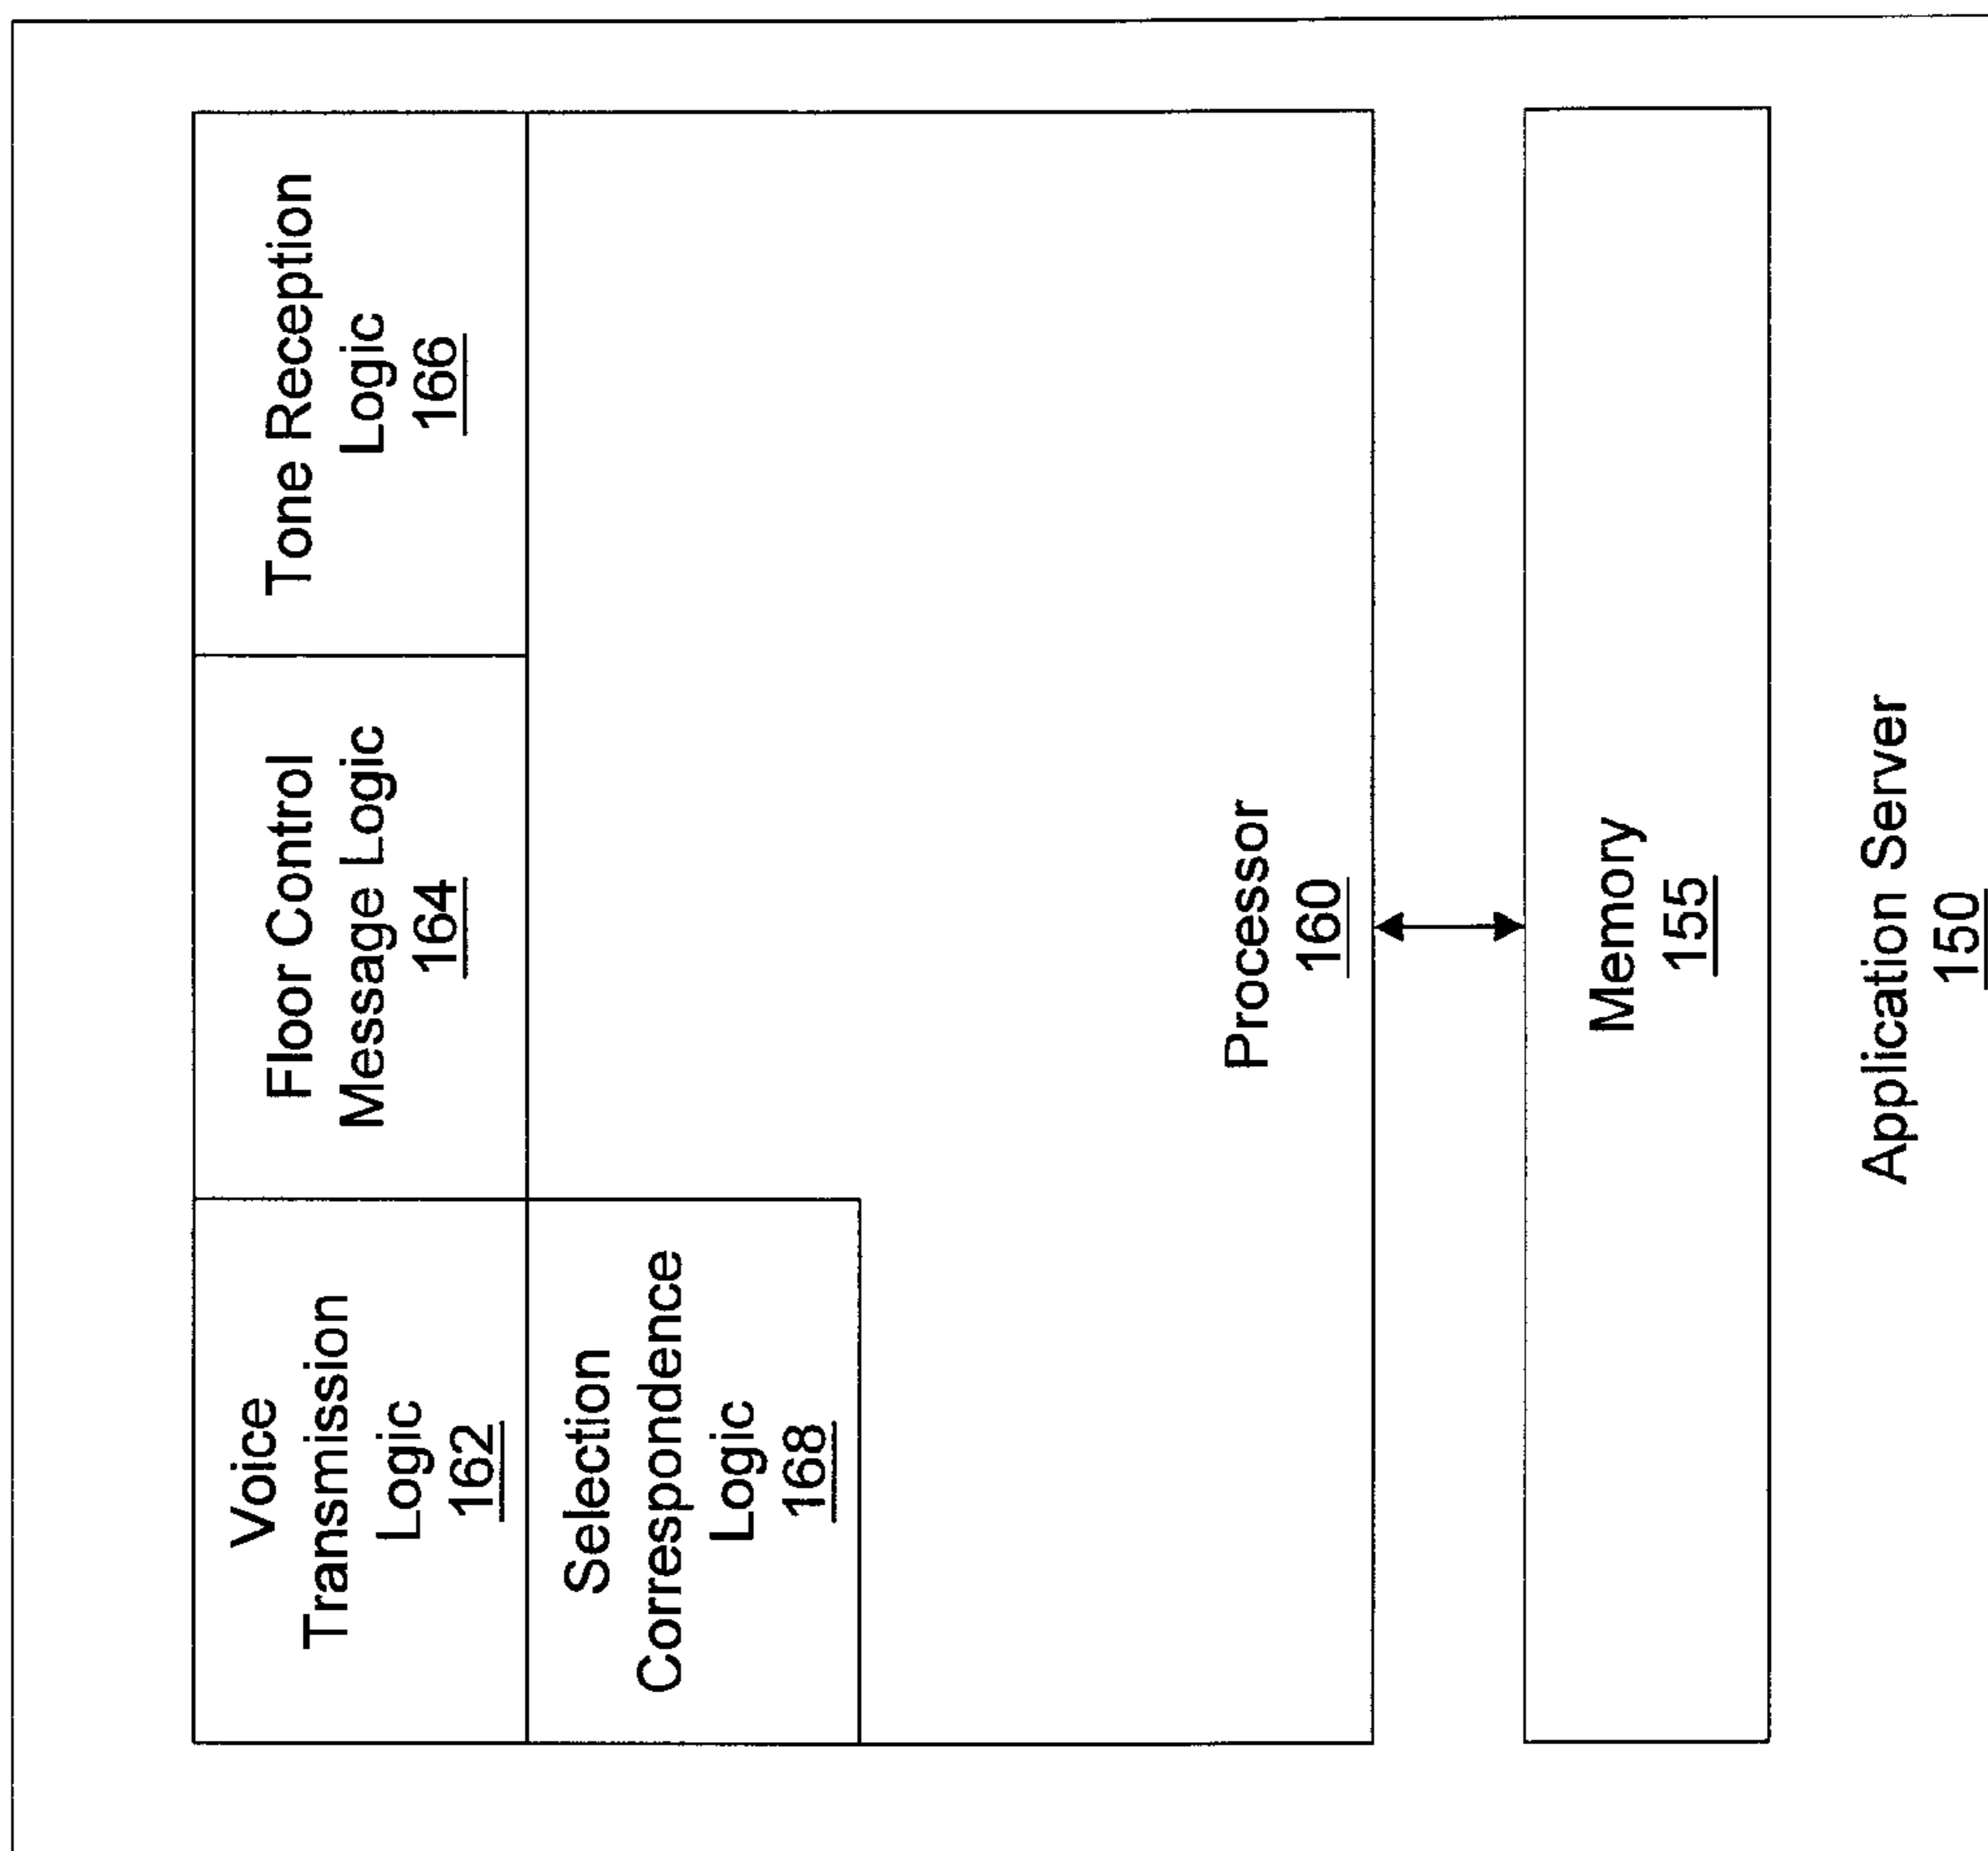 Voice
Transmission
Logic
162
Floor Control
Message Logic
164
Tone Reception
Logic
166
Selection
Correspondence
Logic
168
Processor
160
Memory
155
Application Server
150